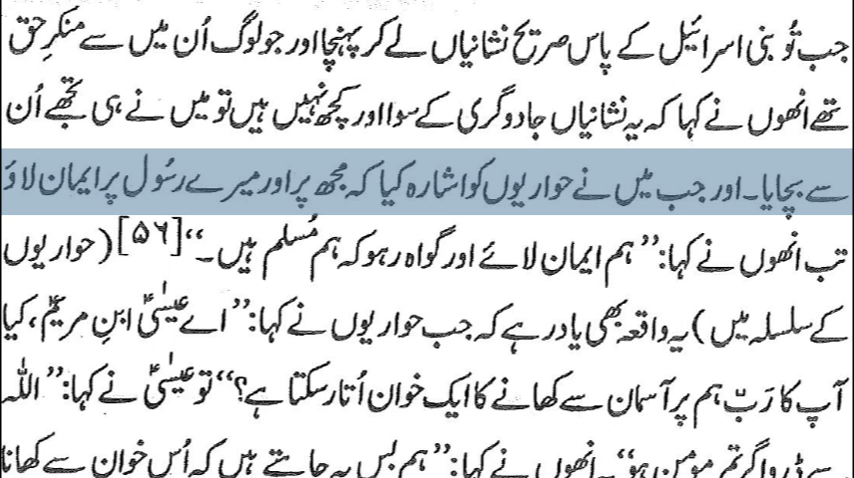 جب تُو بنی اسرائیل کے پاس صریح نشانیاں لے کر پہنچا اور جو لوگ اُن میں سے منکرِ حق
تھے انھوں نے کہا کہ یہ نشانیاں جادوگری کے سوا اور کچھ نہیں ہیں تو میں نے ہی تجھے اُن
سے بچایا۔ اور جب میں نے حواریوں کو اشارہ کیا کہ مجھ پر اور میرے رسُول پر ایمان لاؤ
تب انھوں نے کہا: ’’ہم ایمان لائے اور گواہ رہو کہ ہم مُسلم ہیں۔‘‘[۵۶] (حواریوں
کے سلسلہ میں) یہ واقعہ بھی یاد رہے کہ جب حواریوں نے کہا: ’’اے عیسٰیؑ ابنِ مریمؑ، کیا
آپ کا رَبّ ہم پر آسمان سے کھانے کا ایک خوان اُتار سکتا ہے؟‘‘ تو عیسٰیؑ نے کہا: ’’اللہ
سے ڈرو اگر تم مومن ہو‘‘۔ انھوں نے کہا: ’’ہم بس یہ چاہتے ہیں کہ اُس خوان سے کھانا